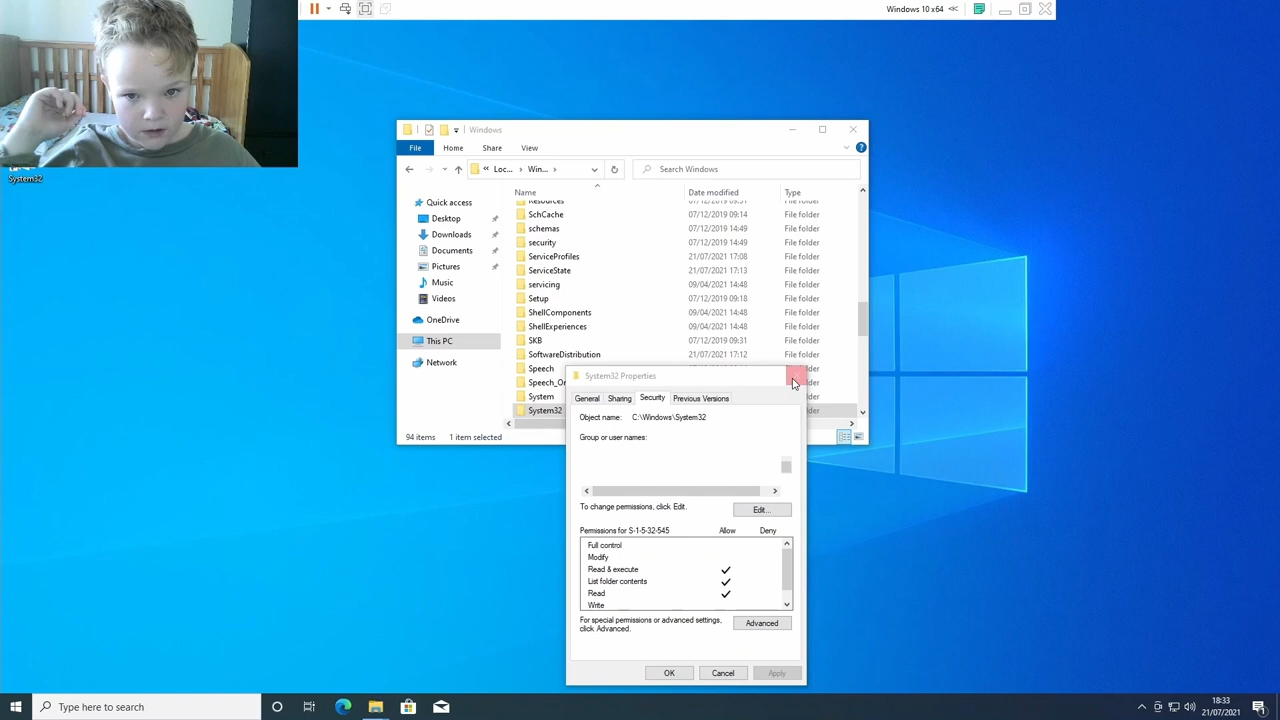 Windows 10 x64
System32
Windows
File Home Share View
Loc... Win...
Search Windows
Name Date modified Type
Resources 07/12/2019 09:31 File folder
SchCache 07/12/2019 09:14 File folder
schemas 07/12/2019 14:49 File folder
security 07/12/2019 14:49 File folder
ServiceProfiles 21/07/2021 17:08 File folder
ServiceState 21/07/2021 17:13 File folder
servicing 09/04/2021 14:48 File folder
Setup 07/12/2019 09:18 File folder
ShellComponents 09/04/2021 14:48 File folder
ShellExperiences 09/04/2021 14:48 File folder
SKB 07/12/2019 09:31 File folder
SoftwareDistribution 21/07/2021 17:12 File folder
Speech
Speech_On
System
System32
Quick access
Desktop
Downloads
Documents
Pictures
Music
Videos
OneDrive
This PC
Network
94 items 1 item selected
System32 Properties
General Sharing Security Previous Versions
Object name: C:\Windows\System32
Group or user names:
To change permissions, click Edit.
Edit...
Permissions for S-1-5-32-545 Allow Deny
Full control
Modify
Read & execute
List folder contents
Read
Write
For special permissions or advanced settings,
click Advanced.
Advanced
OK Cancel Apply
Type here to search
18:33
21/07/2021